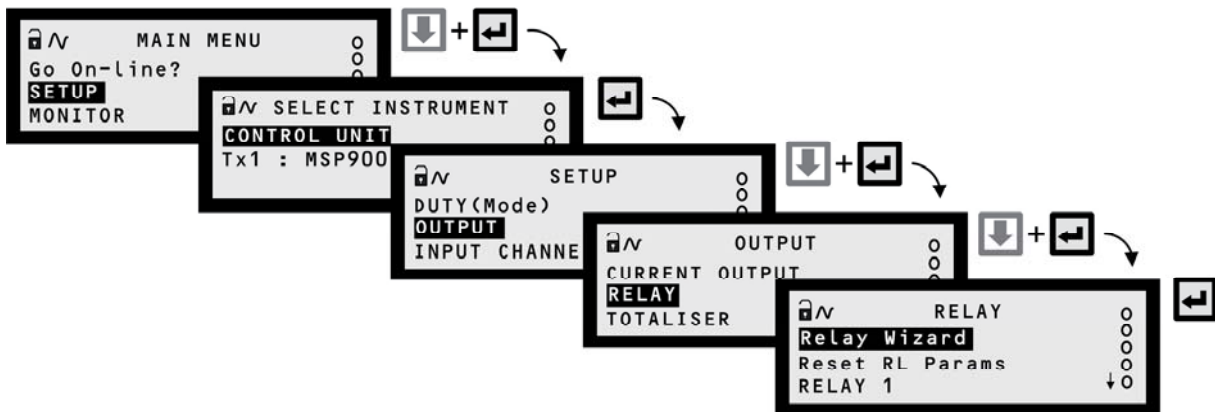 MAIN MENU
Go On-line?
SETUP
MONITOR
+
SELECT INSTRUMENT
CONTROL UNIT
Tx1 : MSP900
SETUP
DUTY(Mode)
OUTPUT
INPUT CHANNE
+
OUTPUT
CURRENT OUTPUT
RELAY
TOTALISER
+
RELAY
Relay Wizard
Reset RL Params
RELAY 1